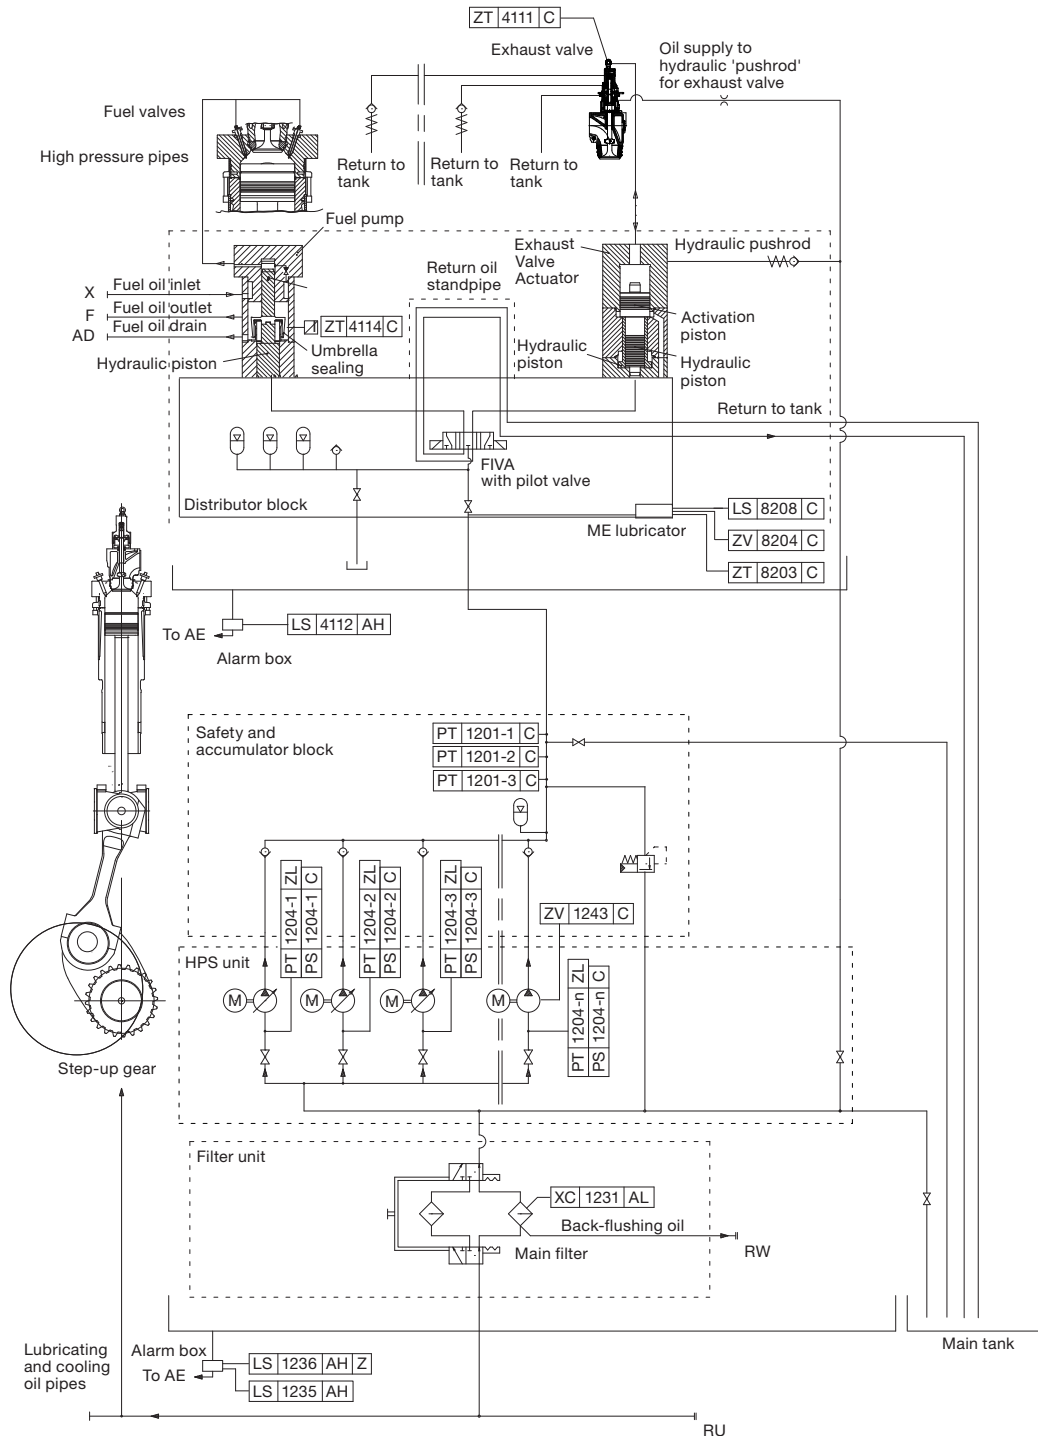 ZT 4111 C
Exhaust valve
Oil supply to
hydraulic 'pushrod'
for exhaust valve
Fuel valves
High pressure pipes
Return to
tank
Return to
tank
Return to
tank
Fuel pump
Exhaust
Valve
Actuator
Hydraulic pushrod
Return oil
standpipe
X Fuel oil inlet
F Fuel oil outlet
AD Fuel oil drain
ZT 4114 C
Umbrella
sealing
Hydraulic piston
Activation
piston
Hydraulic
piston
Hydraulic
piston
Return to tank
FIVA
with pilot valve
Distributor block
ME lubricator
LS 8208 C
ZV 8204 C
ZT 8203 C
To AE
LS 4112 AH
Alarm box
Safety and
accumulator block
PT 1201-1 C
PT 1201-2 C
PT 1201-3 C
PT 1204-1 ZL
PS 1204-1 C
PT 1204-2 ZL
PS 1204-2 C
PT 1204-3 ZL
PS 1204-3 C
ZV 1243 C
HPS unit
M
M
M
M
PT 1204-n ZL
PS 1204-n C
Step-up gear
Filter unit
XC 1231 AL
Back-flushing oil
RW
Main filter
Main tank
Lubricating
and cooling
oil pipes
Alarm box
To AE
LS 1236 AH Z
LS 1235 AH
RU